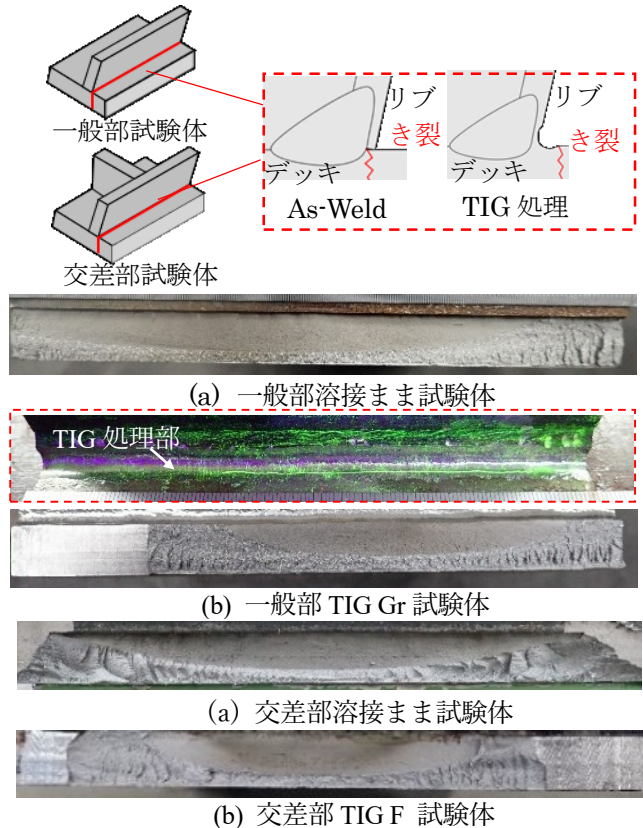 一般部試験体
交差部試験体
リブ
き裂
デッキ
As-Weld
リブ
き裂
デッキ
TIG 処理
(a) 一般部溶接まま試験体
TIG 処理部
(b) 一般部 TIG Gr 試験体
(a) 交差部溶接まま試験体
(b) 交差部 TIG F 試験体